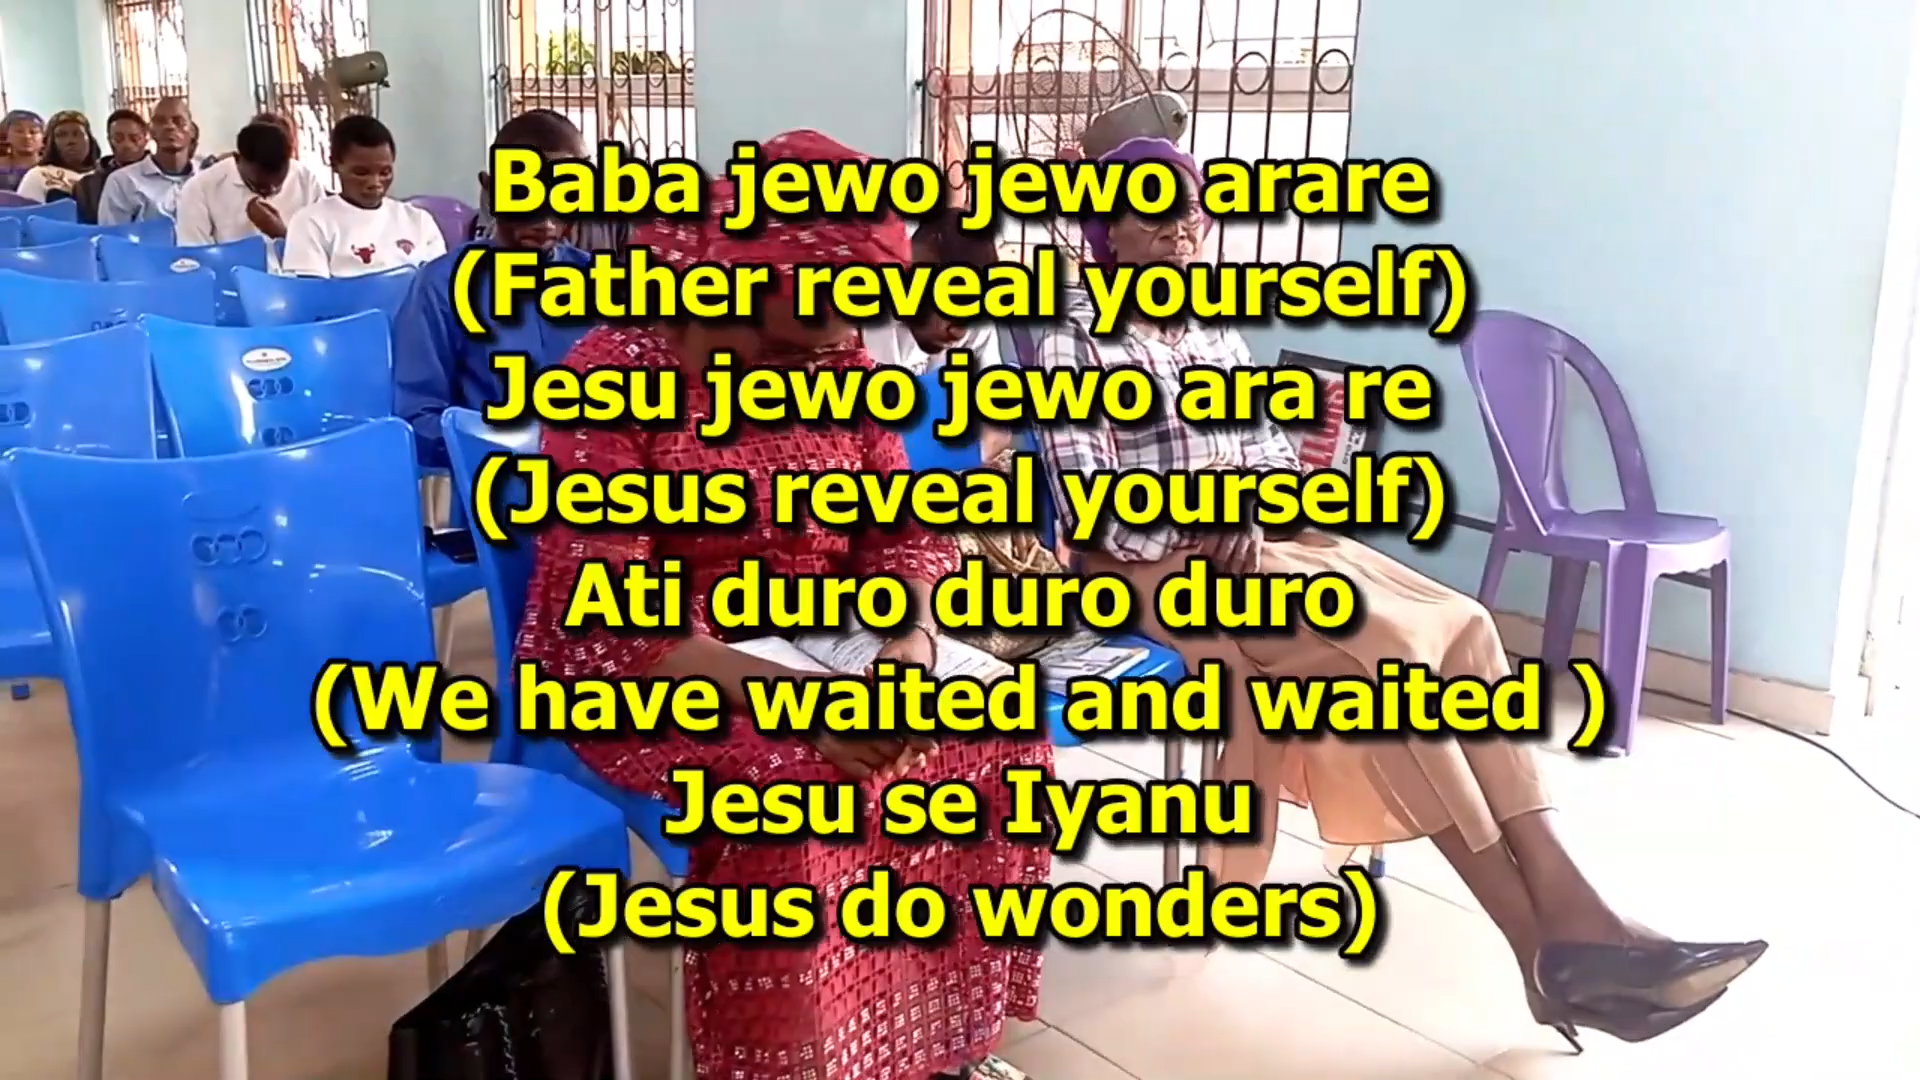 Baba jewo jewo arare
(Father reveal yourself)
Jesu jewo jewo ara re
(Jesus reveal yourself)
Ati duro duro duro
(We have waited and waited )
Jesu se Iyanu
(Jesus do wonders)